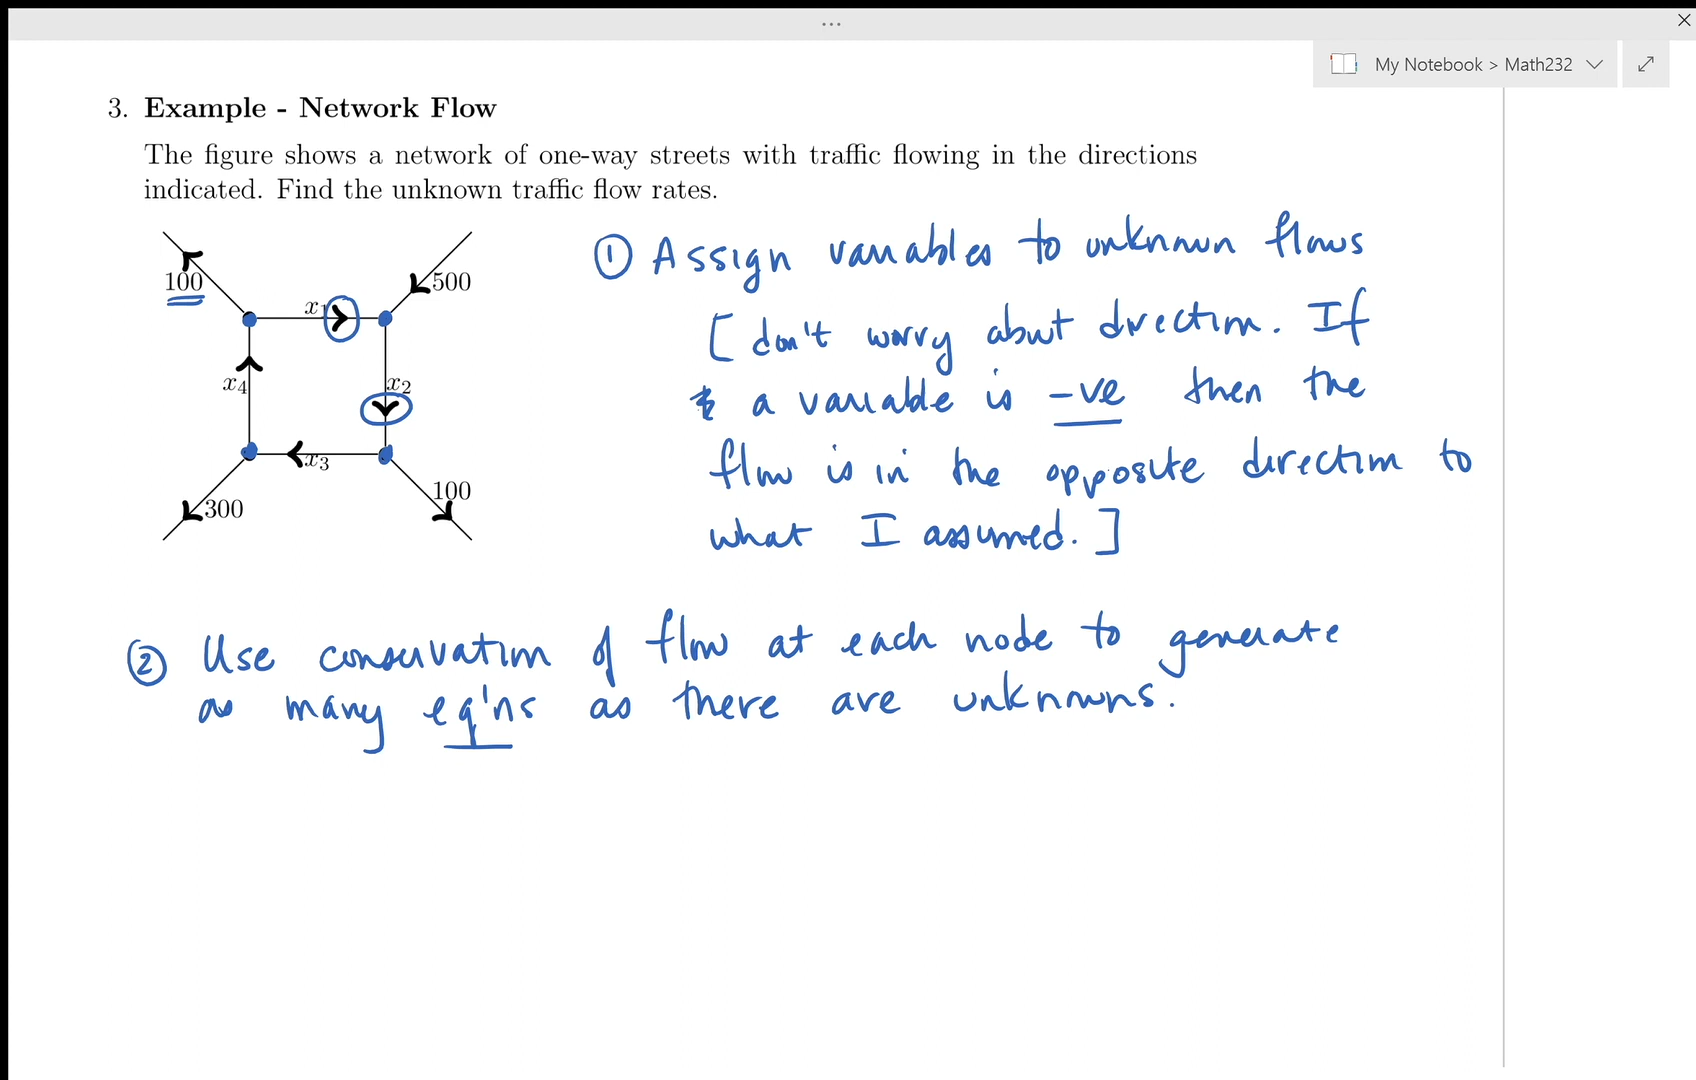 ...
My Notebook > Math232
3. Example - Network Flow
The figure shows a network of one-way streets with traffic flowing in the directions
indicated. Find the unknown traffic flow rates.
100
x1
500
x4
x2
x3
300
100
① Assign variables to unknown flows
[ don't worry about direction. If
a variable is -ve then the
flow is in the opposite direction to
what I assumed. ]
② Use conservation of flow at each node to generate
as many eq'ns as there are unknowns.